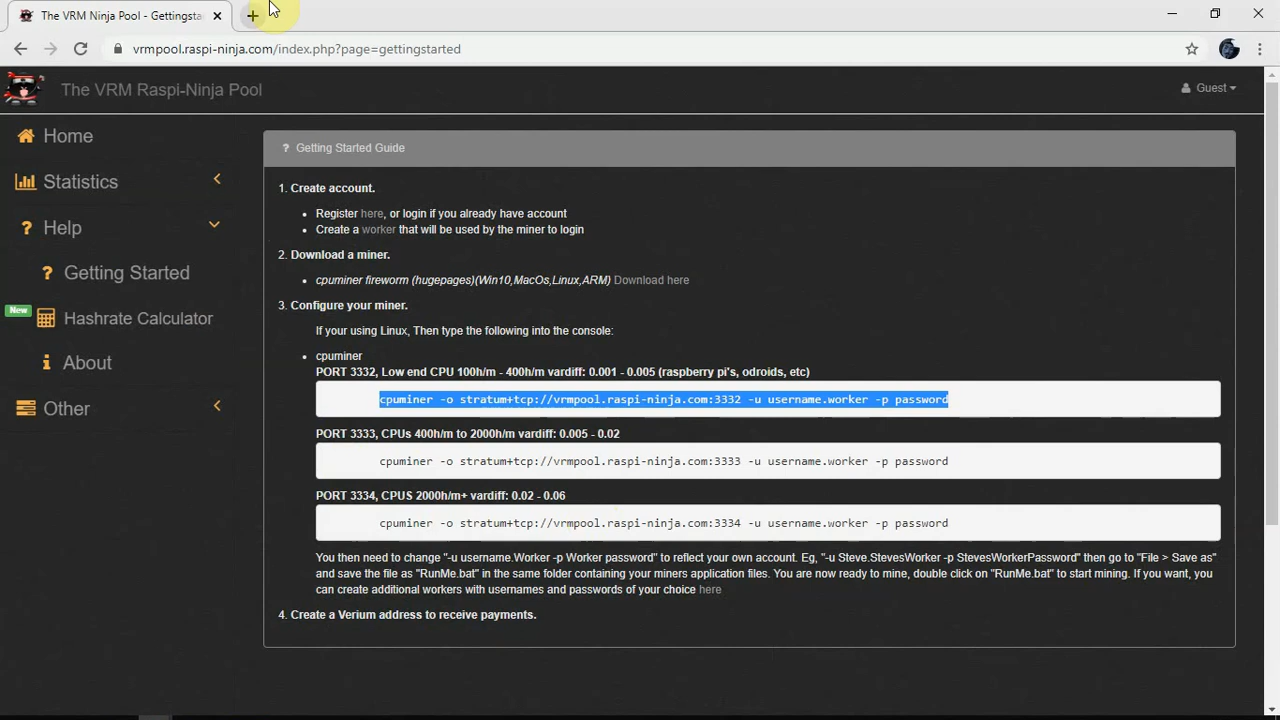 The VRM Ninja Pool - Gettingsta
vrmpool.raspi-ninja.com/index.php?page=gettingstarted
The VRM Raspi-Ninja Pool
Guest
Home
Statistics
Help
Getting Started
New
Hashrate Calculator
About
Other
? Getting Started Guide
1. Create account.
• Register here, or login if you already have account
• Create a worker that will be used by the miner to login
2. Download a miner.
• cpuminer fireworm (hugepages)(Win10,MacOs,Linux,ARM) Download here
3. Configure your miner.
If your using Linux, Then type the following into the console:
• cpuminer
PORT 3332, Low end CPU 100h/m - 400h/m vardiff: 0.001 - 0.005 (raspberry pi's, odroids, etc)
cpuminer -o stratum+tcp://vrmpool.raspi-ninja.com:3332 -u username.worker -p password
PORT 3333, CPUs 400h/m to 2000h/m vardiff: 0.005 - 0.02
cpuminer -o stratum+tcp://vrmpool.raspi-ninja.com:3333 -u username.worker -p password
PORT 3334, CPUS 2000h/m+ vardiff: 0.02 - 0.06
cpuminer -o stratum+tcp://vrmpool.raspi-ninja.com:3334 -u username.worker -p password
You then need to change "-u username.Worker -p Worker password" to reflect your own account. Eg, "-u Steve.StevesWorker -p StevesWorkerPassword" then go to "File > Save as"
and save the file as "RunMe.bat" in the same folder containing your miners application files. You are now ready to mine, double click on "RunMe.bat" to start mining. If you want, you
can create additional workers with usernames and passwords of your choice here
4. Create a Verium address to receive payments.